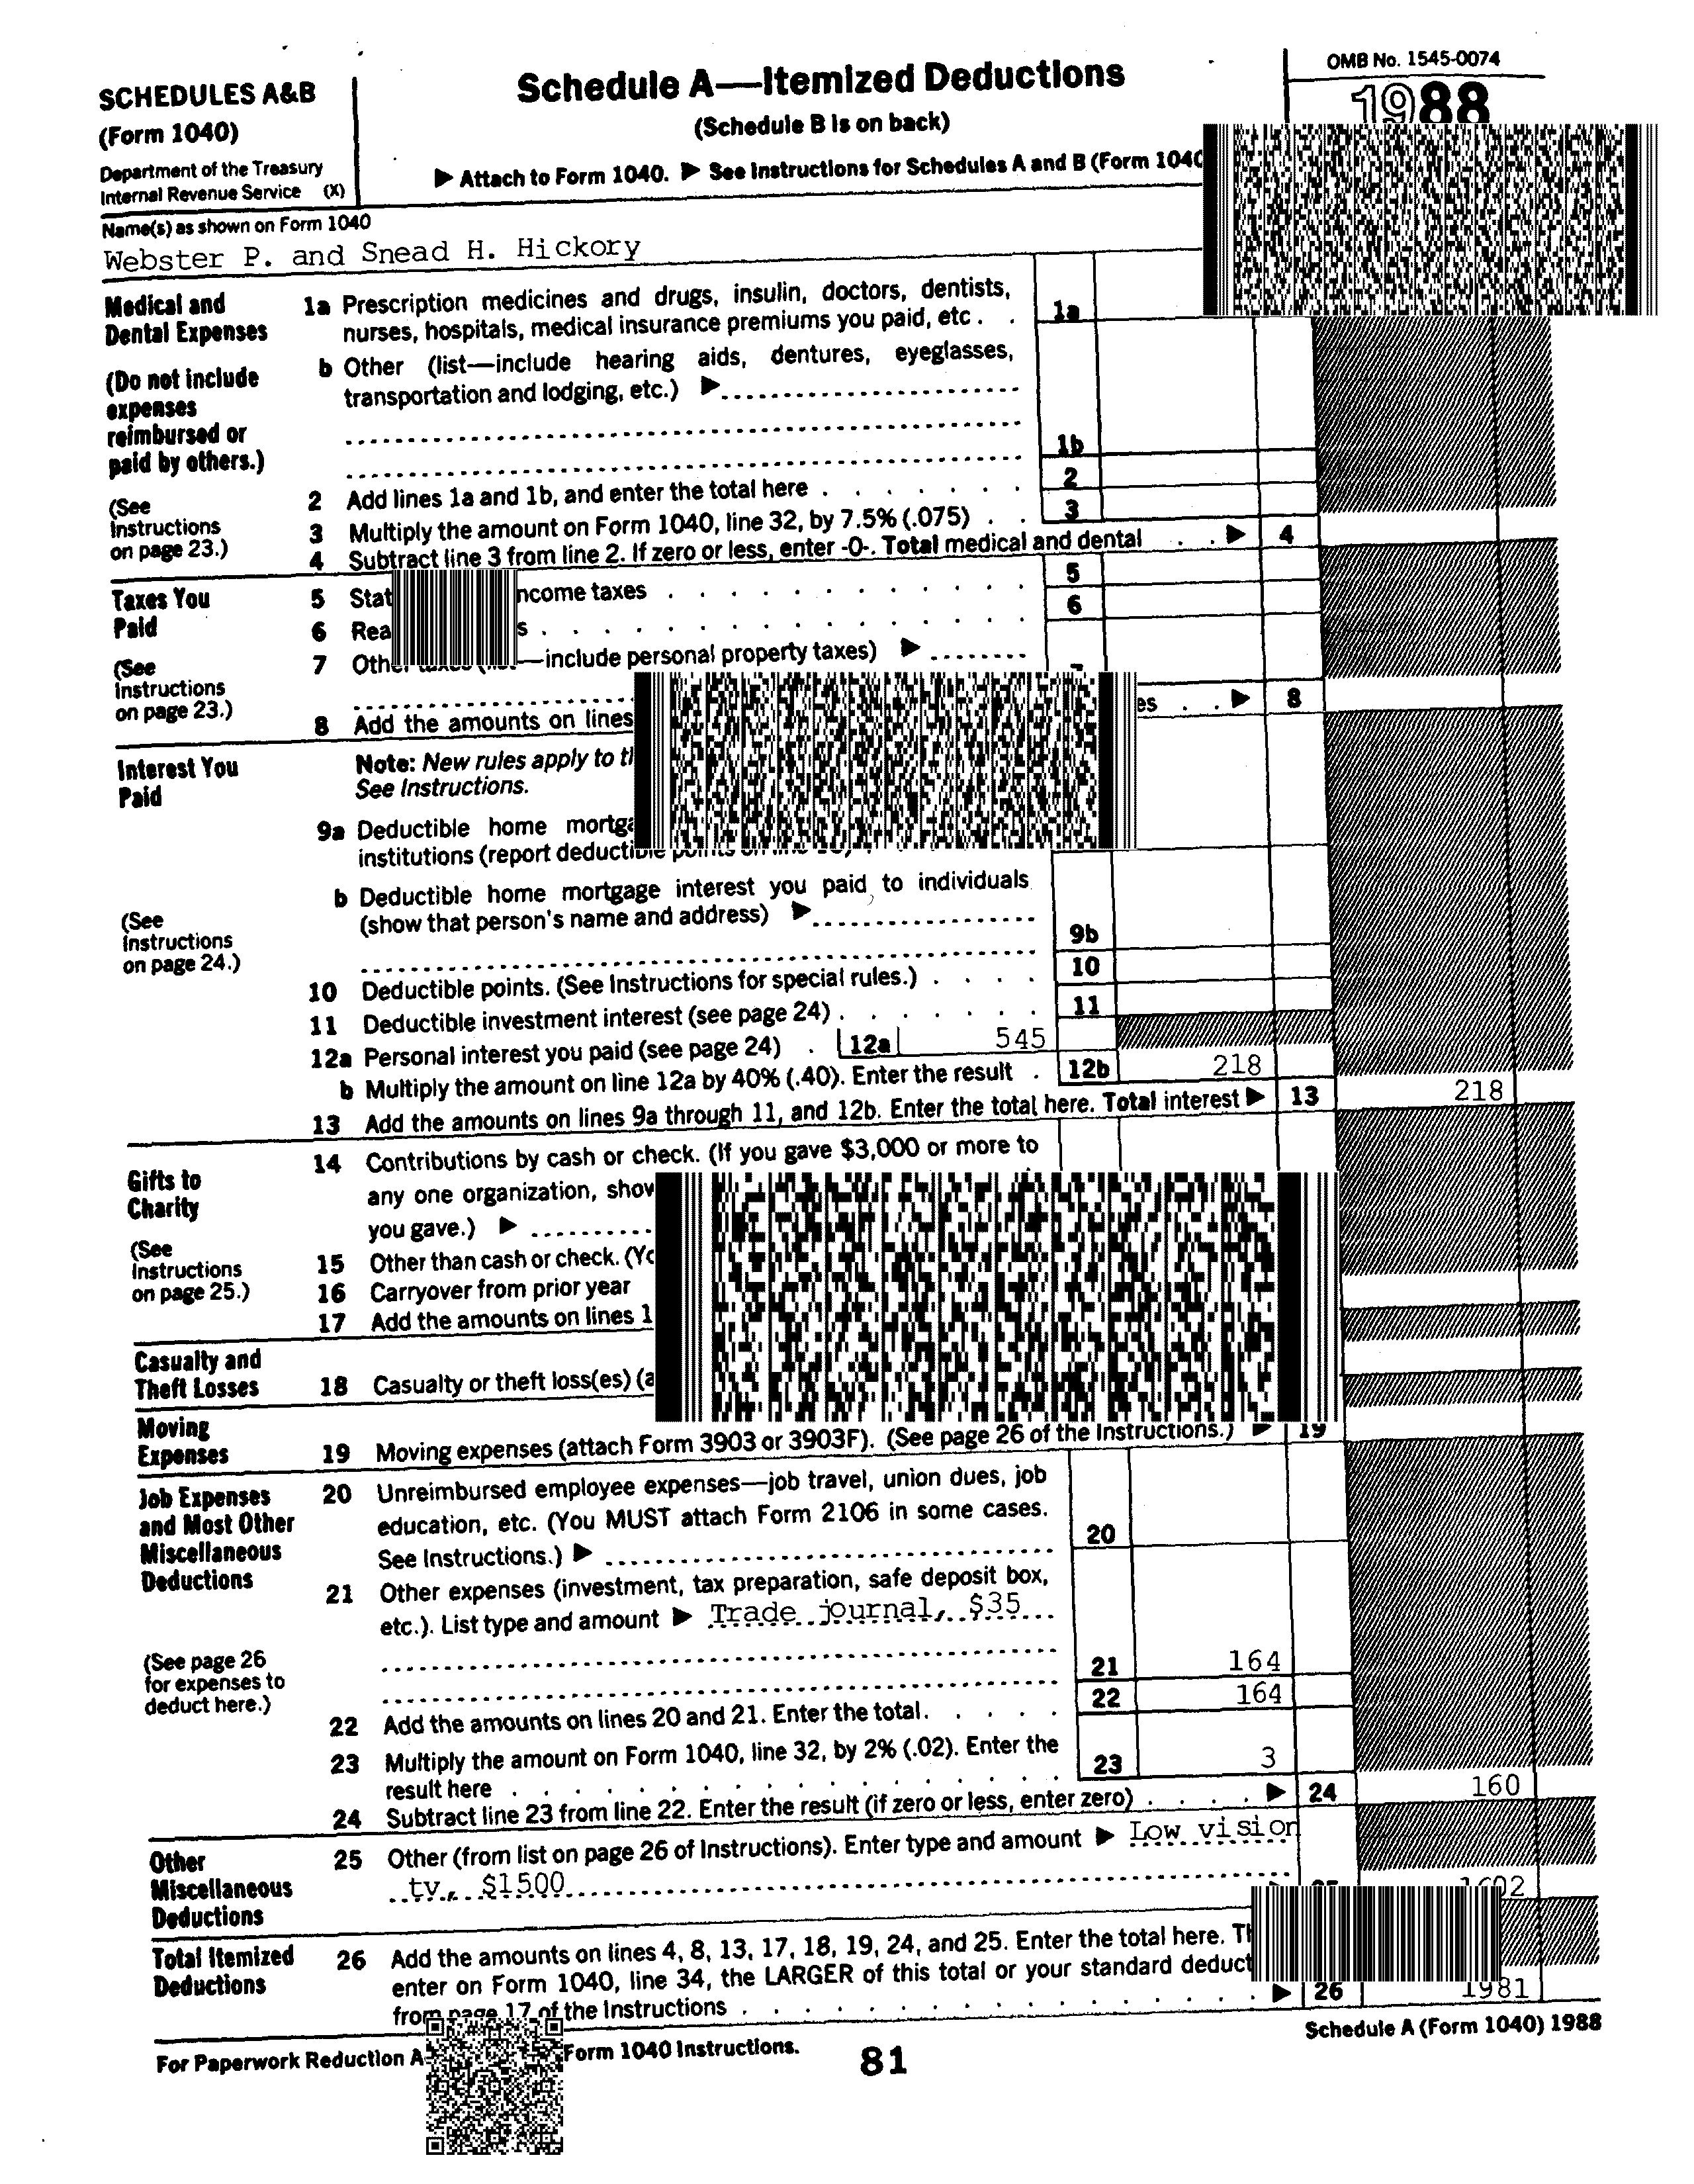 SCHEDULES A&B
(Form 1040)
Department of the Treasury
Internal Revenue Service (X)
Schedule A—Itemized Deductions
(Schedule B is on back)
▶ Attach to Form 1040. ▶ See Instructions for Schedules A and B (Form 1040
OMB No. 1545-0074
1988
Name(s) as shown on Form 1040
Webster P. and Snead H. Hickory
Medical and
Dental Expenses
(Do not include
expenses
reimbursed or
paid by others.)
(See
Instructions
on page 23.)
1a Prescription medicines and drugs, insulin, doctors, dentists,
nurses, hospitals, medical insurance premiums you paid, etc . . 1a
b Other (list—include hearing aids, dentures, eyeglasses,
transportation and lodging, etc.) ▶
1b
2 Add lines 1a and 1b, and enter the total here . . . . . . . 2
3 Multiply the amount on Form 1040, line 32, by 7.5% (.075) . . 3
4 Subtract line 3 from line 2. If zero or less, enter -0-. Total medical and dental . . ▶ 4
Taxes You
Paid
(See
Instructions
on page 23.)
5 income taxes . . . . . . . . . . . 5
6 . . . . . . . . . . . . . . 6
7 —include personal property taxes) ▶
8 Add the amounts on lines . . ▶ 8
Interest You
Paid
(See
Instructions
on page 24.)
Note: New rules apply to
See Instructions.
9a Deductible home
institutions (report deductible
b Deductible home mortgage interest you paid to individuals
(show that person's name and address) ▶
9b
10 Deductible points. (See Instructions for special rules.) . . . . 10
11 Deductible investment interest (see page 24) . . . . . . . 11
12a Personal interest you paid (see page 24) . 12a 545
b Multiply the amount on line 12a by 40% (.40). Enter the result . 12b 218
13 Add the amounts on lines 9a through 11, and 12b. Enter the total here. Total interest ▶ 13 218
Gifts to
Charity
(See
Instructions
on page 25.)
14 Contributions by cash or check. (If you gave $3,000 or more to
any one organization, show
you gave.) ▶
15 Other than cash or check.
16 Carryover from prior year
17 Add the amounts on lines
Casualty and
Theft Losses
18 Casualty or theft loss(es)
Moving
Expenses
19 Moving expenses (attach Form 3903 or 3903F). (See page 26 of the Instructions.) ▶ 19
Job Expenses
and Most Other
Miscellaneous
Deductions
(See page 26
for expenses to
deduct here.)
20 Unreimbursed employee expenses—job travel, union dues, job
education, etc. (You MUST attach Form 2106 in some cases.
See Instructions.) ▶ 20
21 Other expenses (investment, tax preparation, safe deposit box,
etc.). List type and amount ▶ Trade journal, $35
21 164
22 Add the amounts on lines 20 and 21. Enter the total . . . . . 22 164
23 Multiply the amount on Form 1040, line 32, by 2% (.02). Enter the
result here . . . . . . . . . . . . . . . . 23 3
24 Subtract line 23 from line 22. Enter the result (if zero or less, enter zero) . . . . ▶ 24 160
Other
Miscellaneous
Deductions
25 Other (from list on page 26 of Instructions). Enter type and amount ▶ Low vision
tv, $1500
Total Itemized
Deductions
26 Add the amounts on lines 4, 8, 13, 17, 18, 19, 24, and 25. Enter the total here.
enter on Form 1040, line 34, the LARGER of this total or your standard
from page 17 of the Instructions . . . . . . . . . . . . . . ▶ 26 1981
For Paperwork Reduction Form 1040 Instructions.
81
Schedule A (Form 1040) 1988